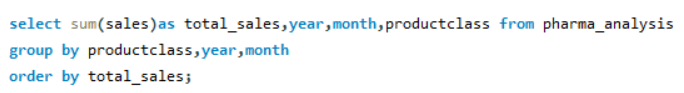 select sum(sales)as total_sales,year,month,productclass from pharma_analysis
group by productclass,year,month
order by total_sales;